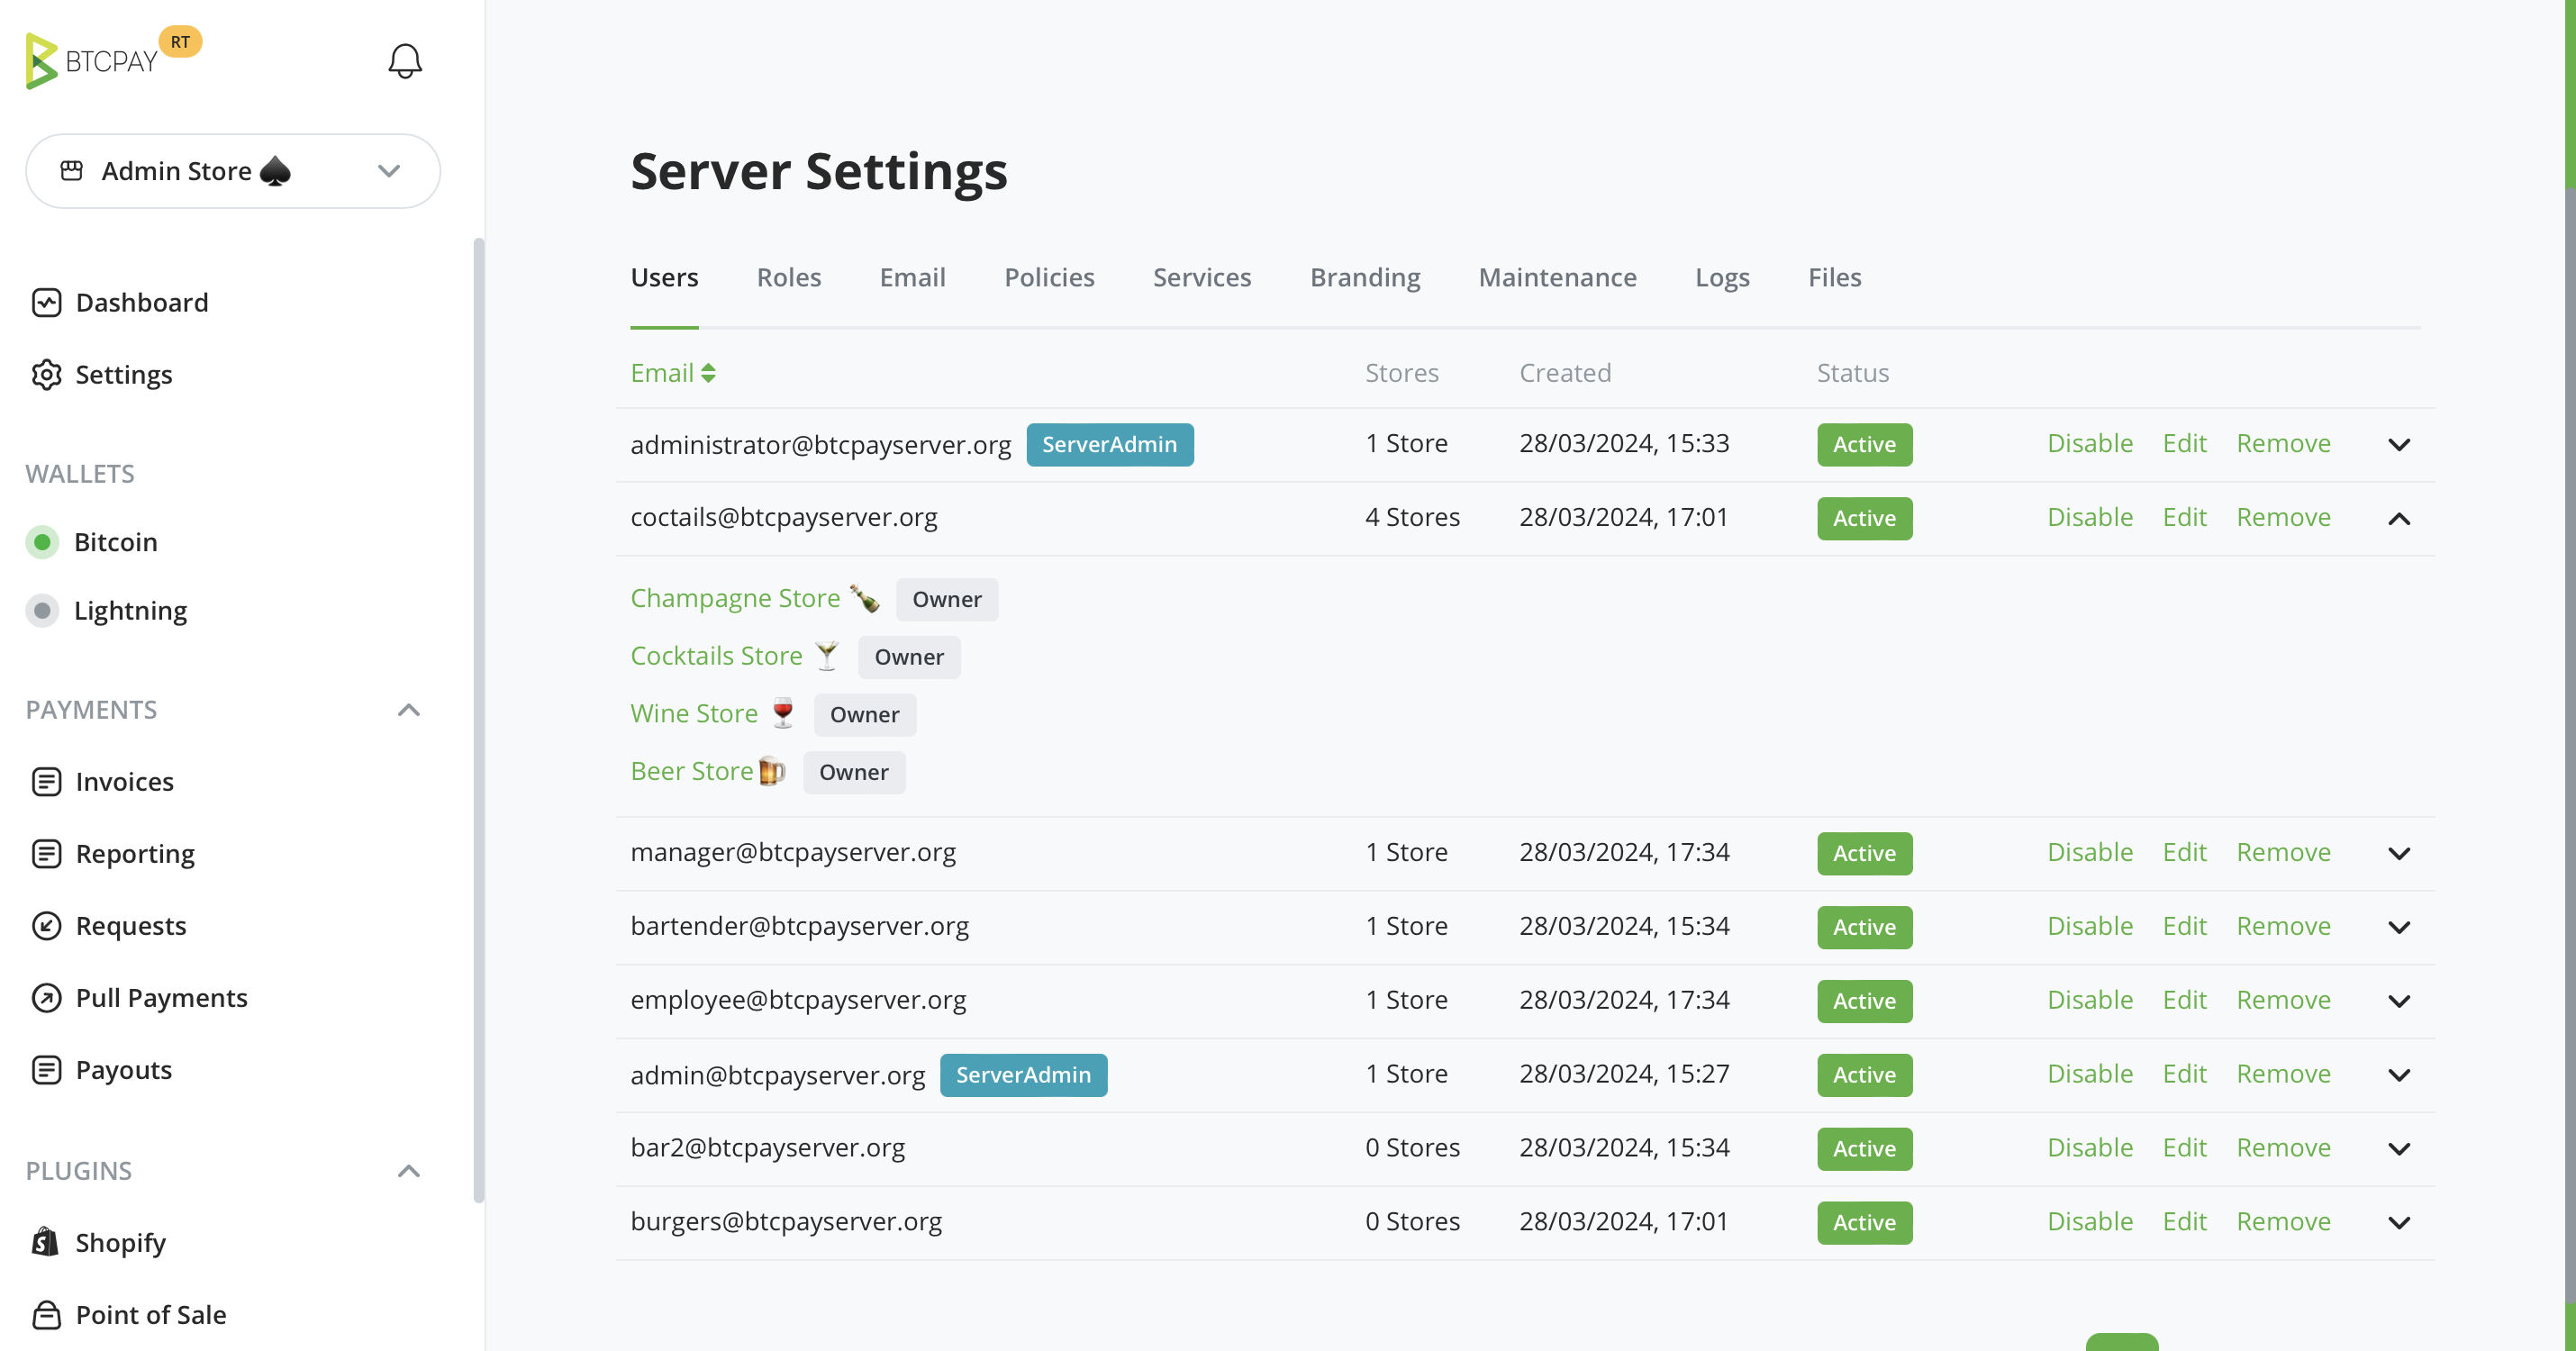 BTCPAY RT
Admin Store
Dashboard
Settings
WALLETS
Bitcoin
Lightning
PAYMENTS
Invoices
Reporting
Requests
Pull Payments
Payouts
PLUGINS
Shopify
Point of Sale
Server Settings
Users Roles Email Policies Services Branding Maintenance Logs Files
Email Stores Created Status
administrator@btcpayserver.org ServerAdmin 1 Store 28/03/2024, 15:33 Active Disable Edit Remove
coctails@btcpayserver.org 4 Stores 28/03/2024, 17:01 Active Disable Edit Remove
Champagne Store 🍾 Owner
Cocktails Store 🍸 Owner
Wine Store 🍷 Owner
Beer Store🍺 Owner
manager@btcpayserver.org 1 Store 28/03/2024, 17:34 Active Disable Edit Remove
bartender@btcpayserver.org 1 Store 28/03/2024, 15:34 Active Disable Edit Remove
employee@btcpayserver.org 1 Store 28/03/2024, 17:34 Active Disable Edit Remove
admin@btcpayserver.org ServerAdmin 1 Store 28/03/2024, 15:27 Active Disable Edit Remove
bar2@btcpayserver.org 0 Stores 28/03/2024, 15:34 Active Disable Edit Remove
burgers@btcpayserver.org 0 Stores 28/03/2024, 17:01 Active Disable Edit Remove